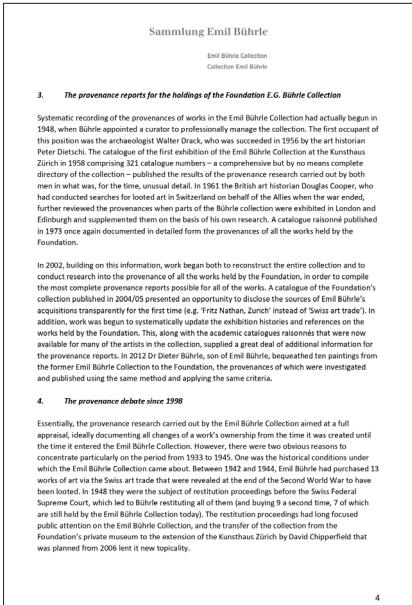 Sammlung Emil Bührle
Emil Bührle Collection
Collection Emil Bührle
3. The provenance reports for the holdings of the Foundation E.G. Bührle Collection
Systematic recording of the provenances of works in the Emil Bührle Collection had actually begun in
1948, when Bührle appointed a curator to professionally manage the collection. The first occupant of
this position was the archaeologist Walter Drack, who was succeeded in 1956 by the art historian
Peter Dietschi. The catalogue of the first exhibition of the Emil Bührle Collection at the Kunsthaus
Zürich in 1958 comprising 321 catalogue numbers – a comprehensive but by no means complete
directory of the collection – published the results of the provenance research carried out by both
men in what was, for the time, unusual detail. In 1961 the British art historian Douglas Cooper, who
had conducted searches for looted art in Switzerland on behalf of the Allies when the war ended,
further reviewed the provenances when parts of the Bührle collection were exhibited in London and
Edinburgh and supplemented them on the basis of his own research. A catalogue raisonné published
in 1973 once again documented in detailed form the provenances of all the works held by the
Foundation.
In 2002, building on this information, work began both to reconstruct the entire collection and to
conduct research into the provenance of all the works held by the Foundation, in order to compile
the most complete provenance reports possible for all of the works. A catalogue of the Foundation's
collection published in 2004/05 presented an opportunity to disclose the sources of Emil Bührle's
acquisitions transparently for the first time (e.g. 'Fritz Nathan, Zurich' instead of 'Swiss art trade'). In
addition, work was begun to systematically update the exhibition histories and references on the
works held by the Foundation. This, along with the academic catalogues raisonnés that were now
available for many of the artists in the collection, supplied a great deal of additional information for
the provenance reports. In 2012 Dr Dieter Bührle, son of Emil Bührle, bequeathed ten paintings from
the former Emil Bührle Collection to the Foundation, the provenances of which were investigated
and published using the same method and applying the same criteria.
4. The provenance debate since 1998
Essentially, the provenance research carried out by the Emil Bührle Collection aimed at a full
appraisal, ideally documenting all changes of a work's ownership from the time it was created until
the time it entered the Emil Bührle Collection. However, there were two obvious reasons to
concentrate particularly on the period from 1933 to 1945. One was the historical conditions under
which the Emil Bührle Collection came about. Between 1942 and 1944, Emil Bührle had purchased 13
works of art via the Swiss art trade that were revealed at the end of the Second World War to have
been looted. In 1948 they were the subject of restitution proceedings before the Swiss Federal
Supreme Court, which led to Bührle restituting all of them (and buying 9 a second time, 7 of which
are still held by the Emil Bührle Collection today). The restitution proceedings had long focused
public attention on the Emil Bührle Collection, and the transfer of the collection from the
Foundation's private museum to the extension of the Kunsthaus Zürich by David Chipperfield that
was planned from 2006 lent it new topicality.
4